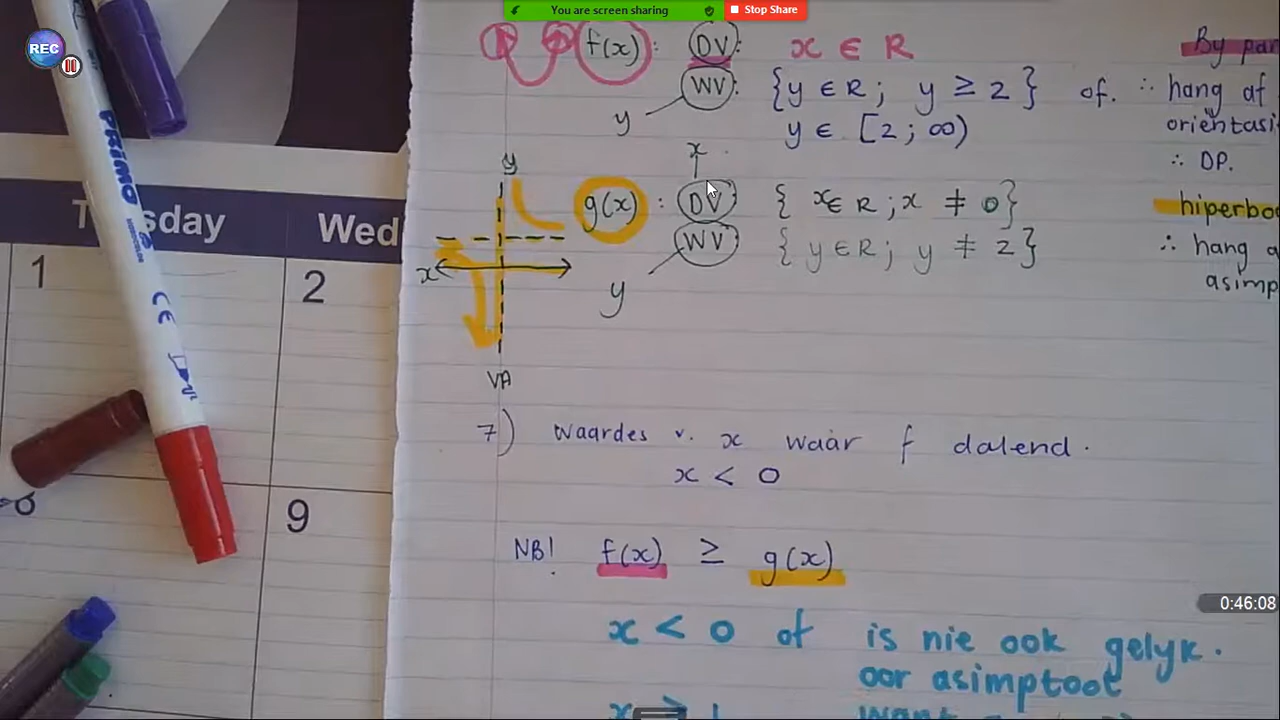 You are screen sharing Stop Share
REC
f(x) : DV: x ∈ R
By par
WV: {y ∈ R ; y ≥ 2 } of. ∴ hang af
y y ∈ [2 ; ∞) orientasi
∴ DP.
y x
g(x) : DV: { x ∈ R ; x ≠ 0}
hiperbo
WV: { y ∈ R ; y ≠ 2 } ∴ hang a
x y asimp
VA
PRIMO
CE
sday Wed
1 2
9
7) waardes v. x waar f dalend.
x < 0
NB! f(x) ≥ g(x)
0:46:08
x < 0 of is nie ook gelyk.
oor asimptoot